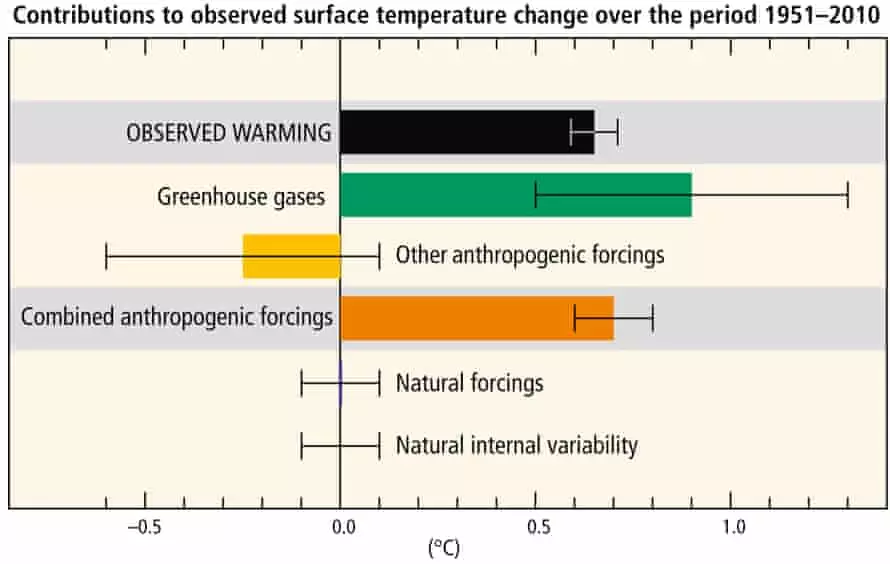 Contributions to observed surface temperature change over the period 1951–2010
OBSERVED WARMING
Greenhouse gases
Other anthropogenic forcings
Combined anthropogenic forcings
Natural forcings
Natural internal variability
–0.5 0.0 0.5 1.0
(°C)